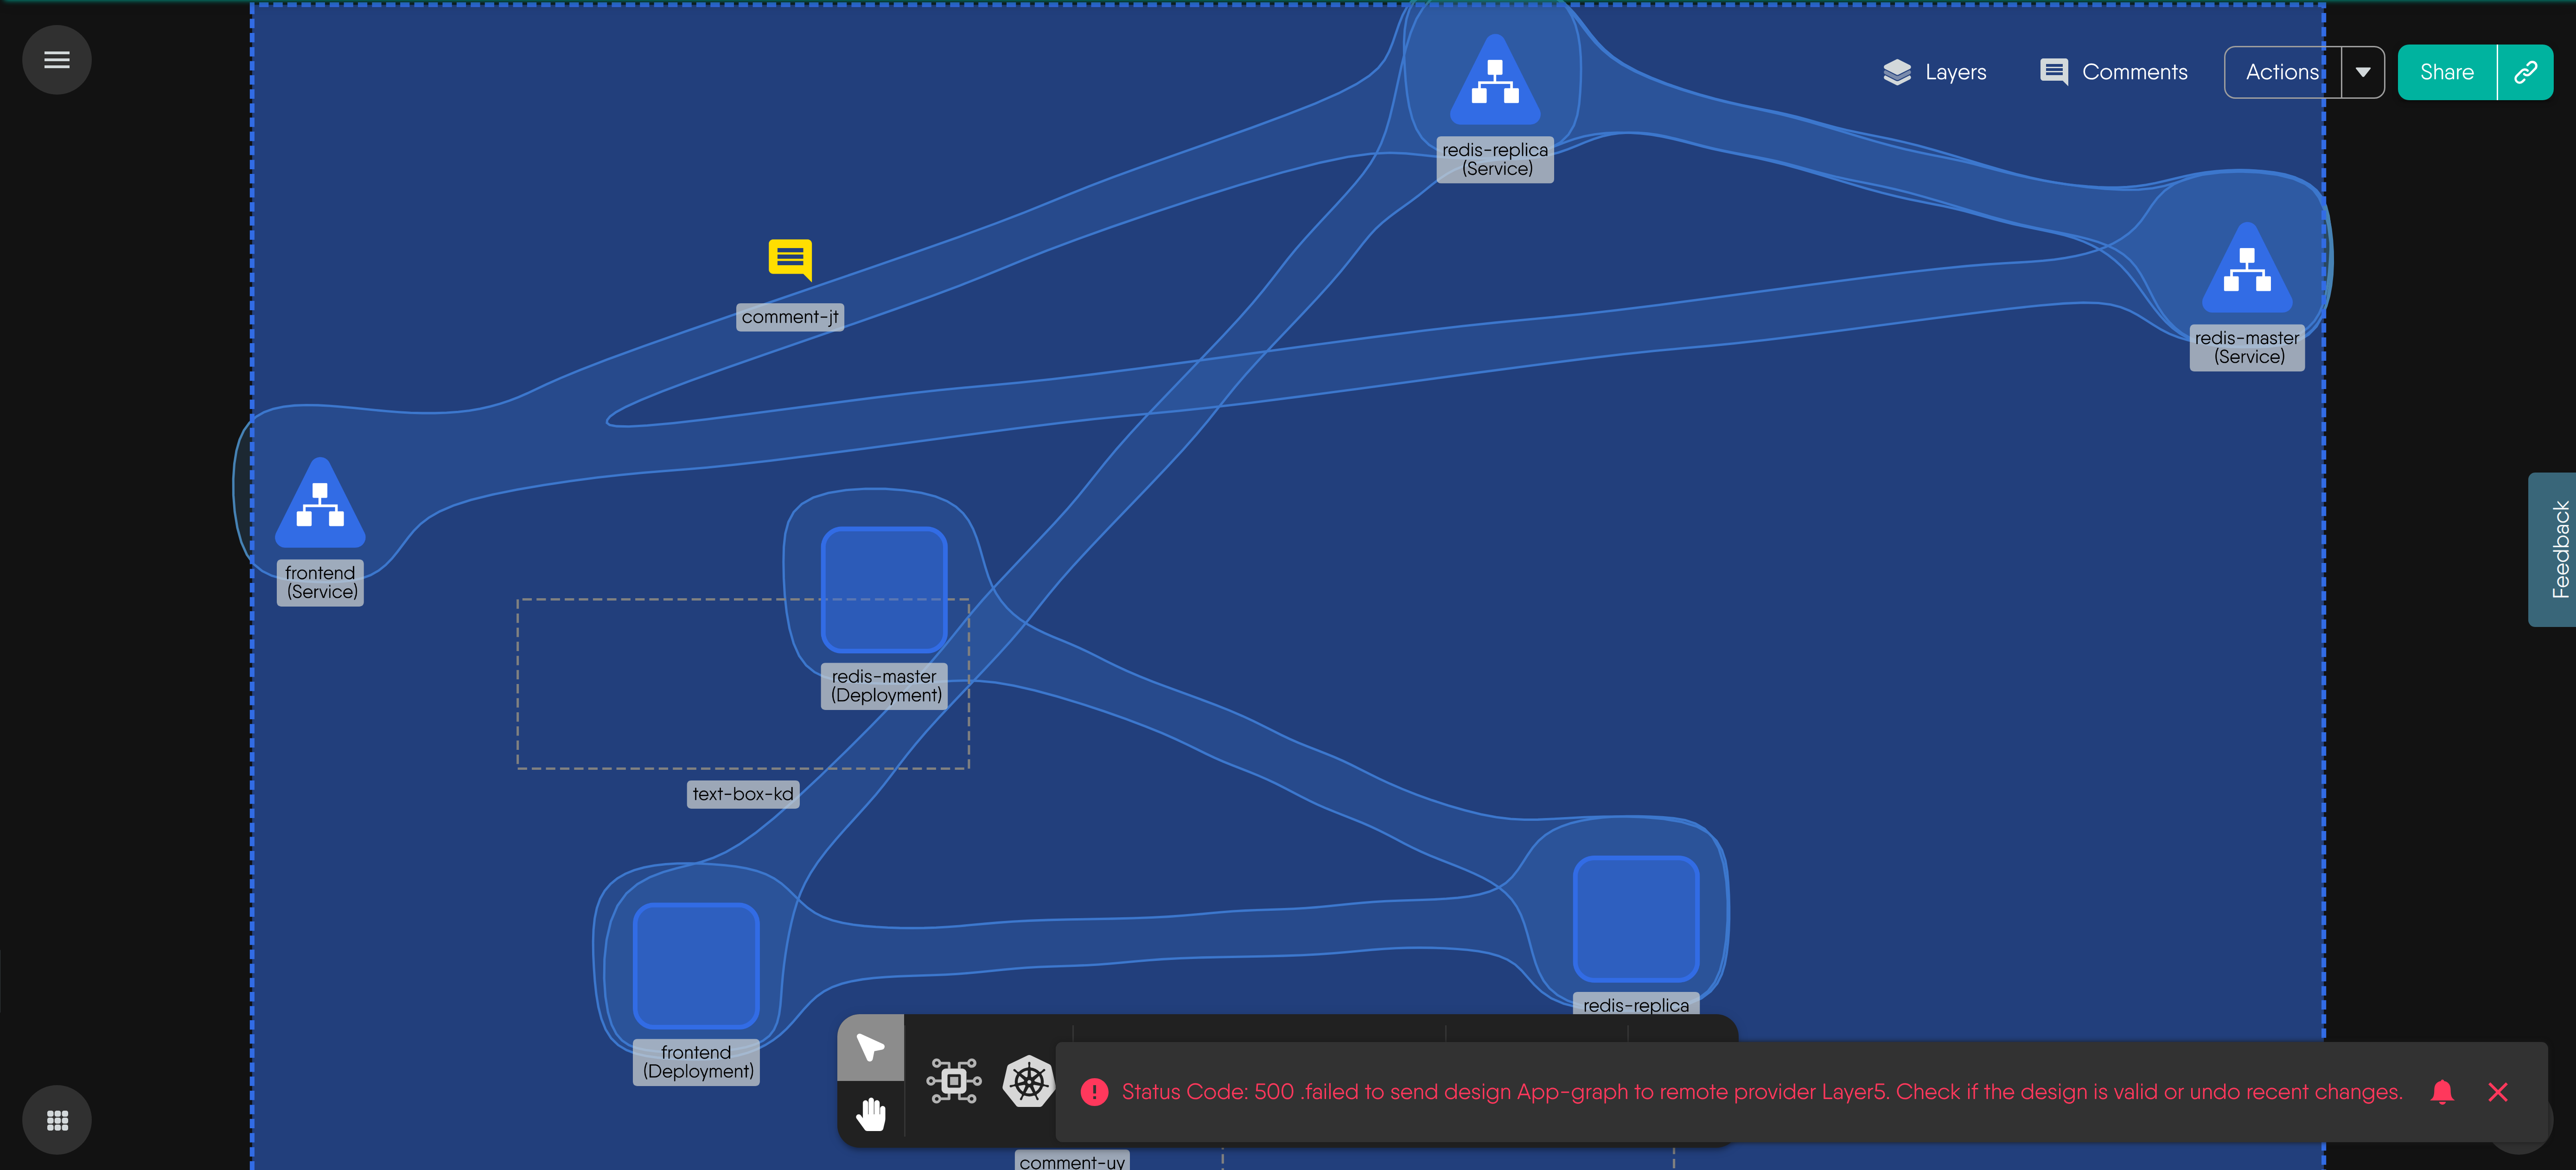 Layers
Comments
Actions
Share
redis-replica
(Service)
comment-jt
redis-master
(Service)
frontend
(Service)
Feedback
redis-master
(Deployment)
text-box-kd
redis-replica
frontend
(Deployment)
Status Code: 500 .failed to send design App-graph to remote provider Layer5. Check if the design is valid or undo recent changes.
comment-uv